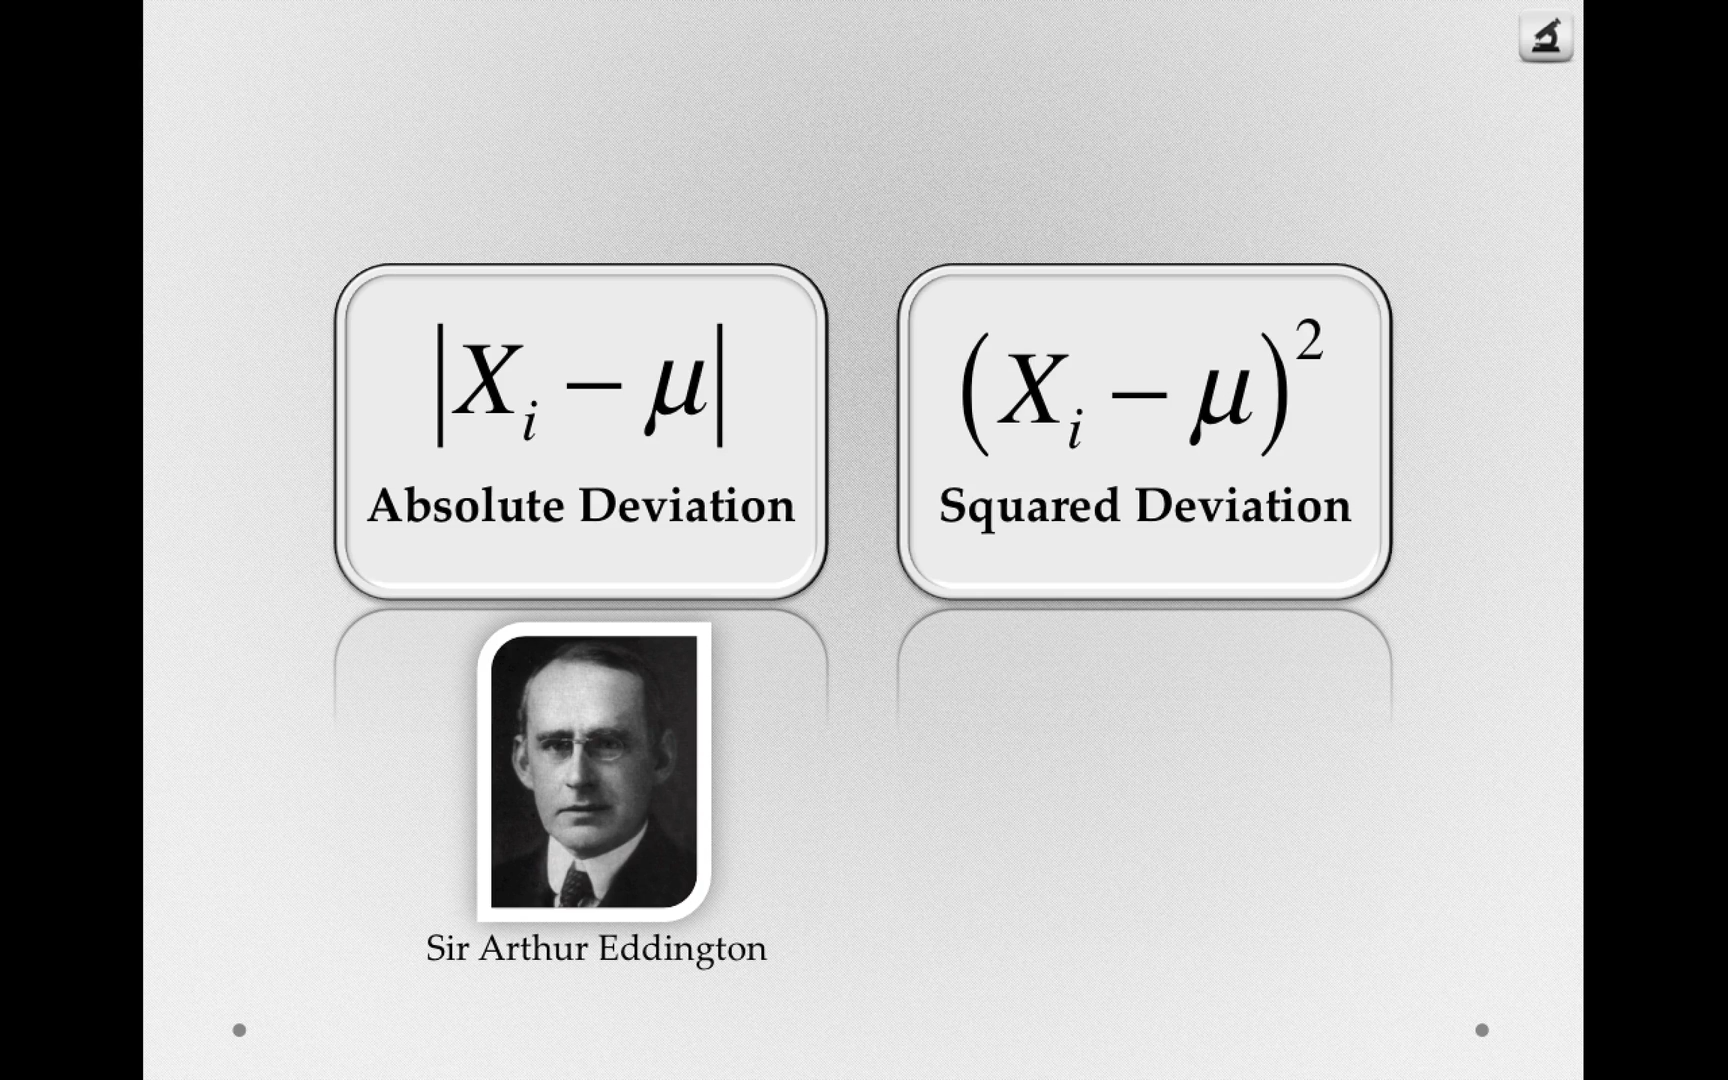 |Xᵢ − μ|
Absolute Deviation
(Xᵢ − μ)²
Squared Deviation
Sir Arthur Eddington